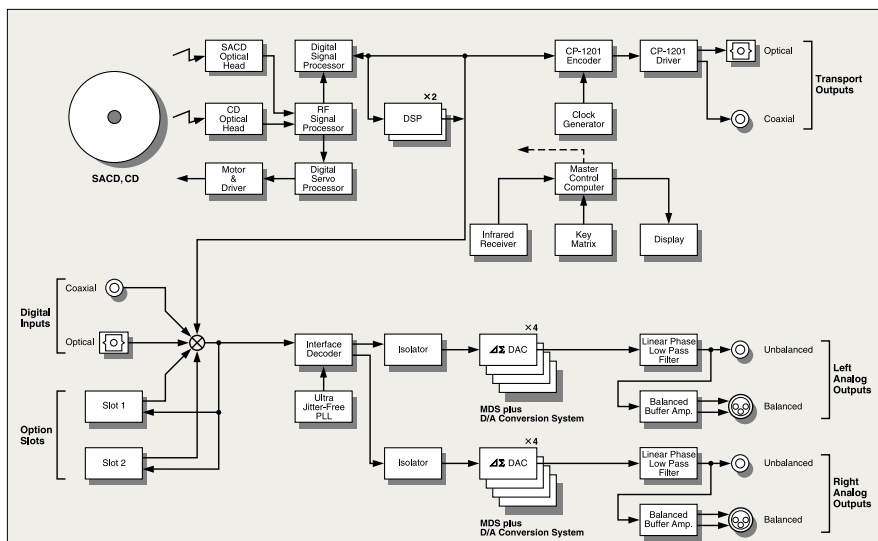 SACD
Optical
Head
Digital
Signal
Processor
CP-1201
Encoder
CP-1201
Driver
Optical
Transport
Outputs
×2
CD
Optical
Head
RF
Signal
Processor
DSP
Clock
Generator
Coaxial
Motor
&
Driver
Digital
Servo
Processor
Master
Control
Computer
SACD, CD
Infrared
Receiver
Key
Matrix
Display
Digital
Inputs
Coaxial
Optical
Interface
Decoder
Isolator
×4
ΔΣ DAC
Linear Phase
Low Pass
Filter
Unbalanced
Left
Analog
Outputs
Option
Slots
Slot 1
Ultra
Jitter-Free
PLL
MDS plus
D/A Conversion System
Balanced
Buffer Amp.
Balanced
Slot 2
Isolator
×4
ΔΣ DAC
Linear Phase
Low Pass
Filter
Unbalanced
Right
Analog
Outputs
MDS plus
D/A Conversion System
Balanced
Buffer Amp.
Balanced